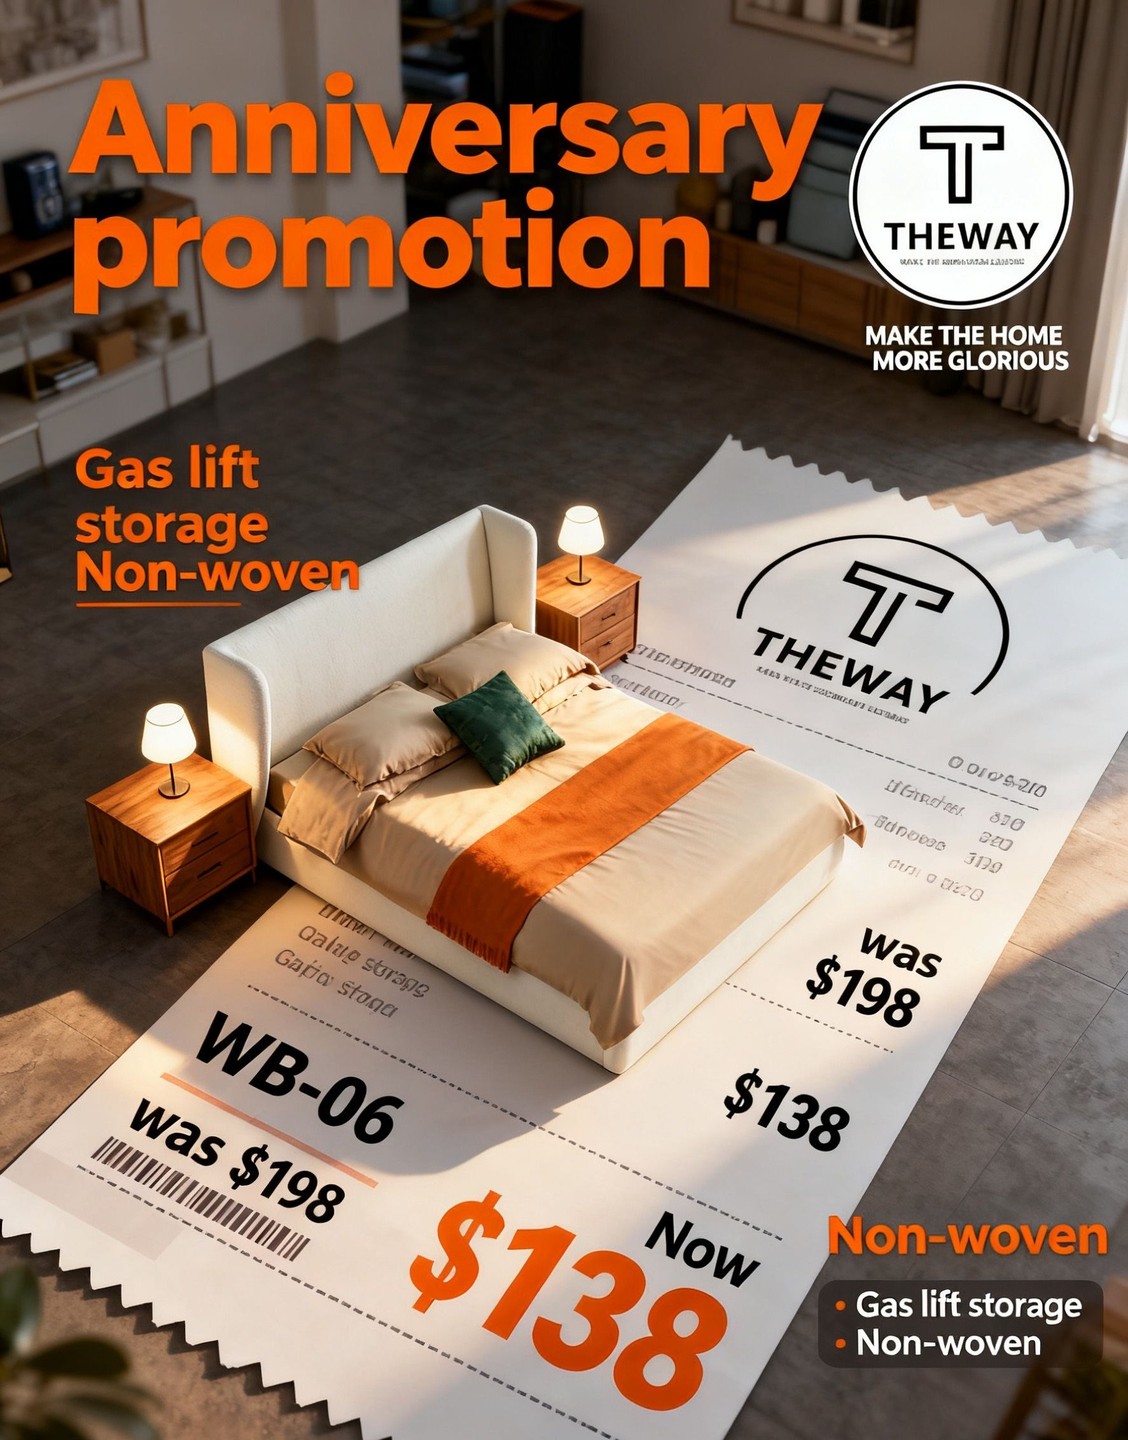 Anniversary
promotion
T
THEWAY
MAKE THE HOME
MORE GLORIOUS
Gas lift
storage
Non-woven
T
THEWAY
was
$198
$138
WB-06
was $198
Now
$138
Non-woven
• Gas lift storage
• Non-woven